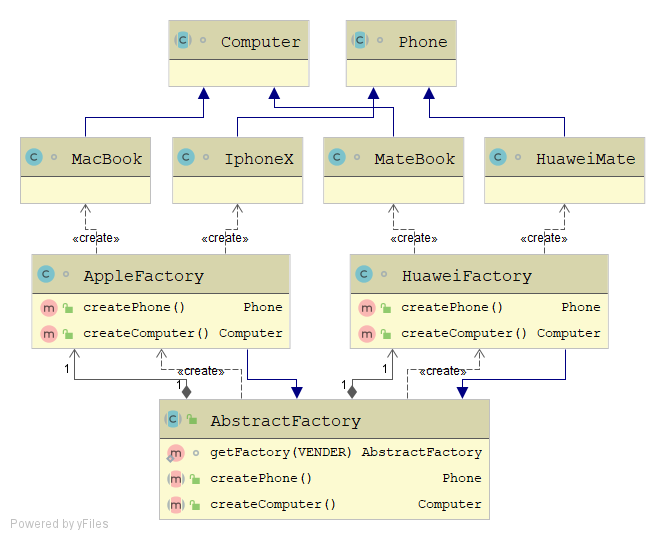 Computer
Phone
MacBook
IphoneX
MateBook
HuaweiMate
«create»
«create»
«create»
«create»
AppleFactory
createPhone() Phone
createComputer() Computer
HuaweiFactory
createPhone() Phone
createComputer() Computer
1
«create»
1
1
«create»
1
AbstractFactory
getFactory(VENDER) AbstractFactory
createPhone() Phone
createComputer() Computer
Powered by yFiles